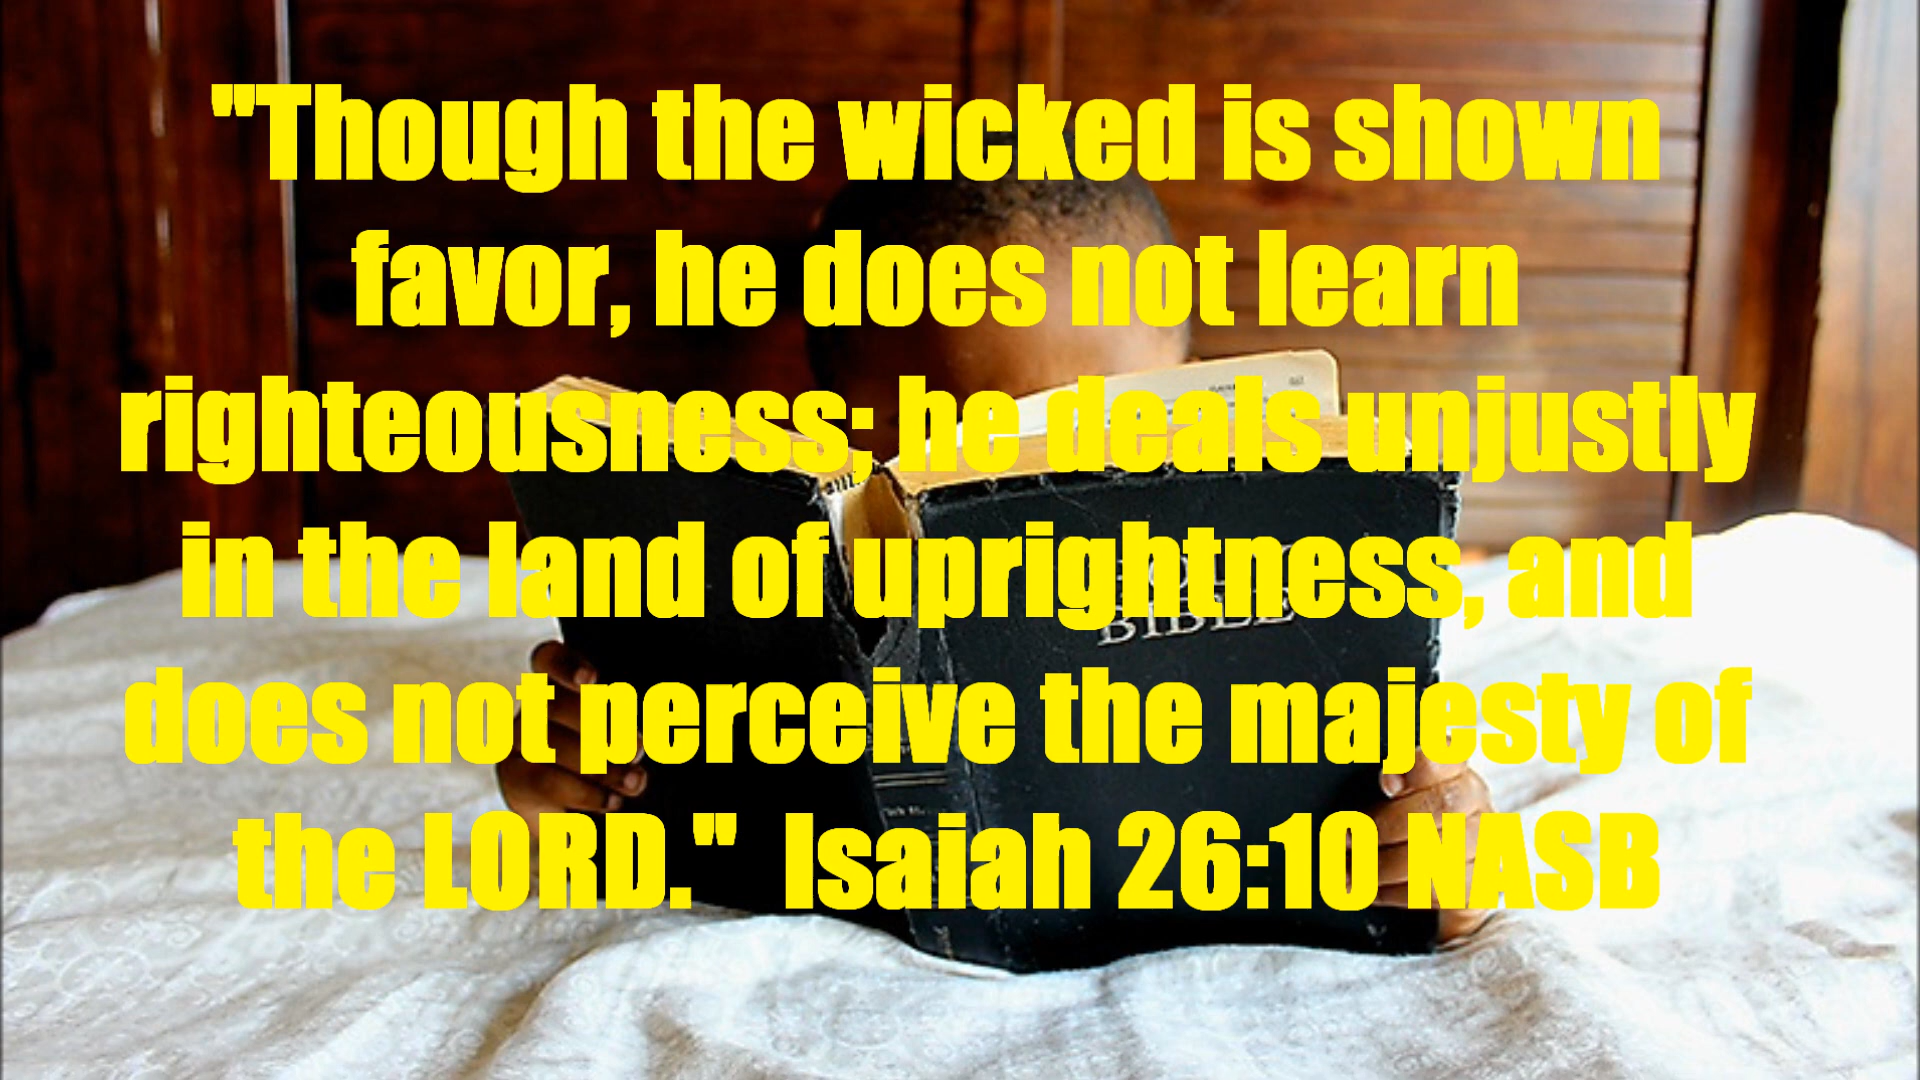 "Though the wicked is shown
favor, he does not learn
righteousness; he deals unjustly
in the land of uprightness, and
does not perceive the majesty of
the LORD."  Isaiah 26:10 NASB
BIBLE